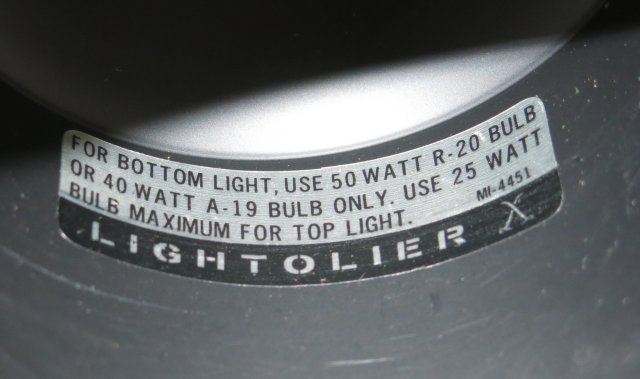 FOR BOTTOM LIGHT, USE 50 WATT R-20 BULB
OR 40 WATT A-19 BULB ONLY. USE 25 WATT
BULB MAXIMUM FOR TOP LIGHT. MI-4451
LIGHTOLIER